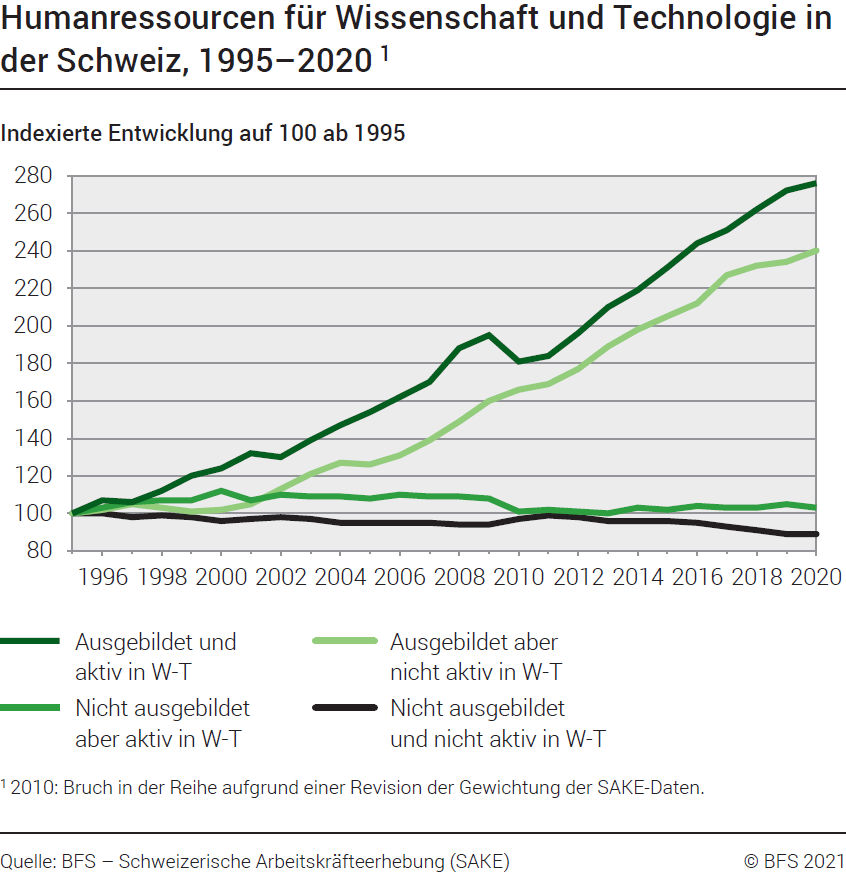 Humanressourcen für Wissenschaft und Technologie in
der Schweiz, 1995–2020 ¹
Indexierte Entwicklung auf 100 ab 1995
280
260
240
220
200
180
160
140
120
100
80
1996 1998 2000 2002 2004 2006 2008 2010 2012 2014 2016 2018 2020
Ausgebildet und
aktiv in W-T
Ausgebildet aber
nicht aktiv in W-T
Nicht ausgebildet
aber aktiv in W-T
Nicht ausgebildet
und nicht aktiv in W-T
¹ 2010: Bruch in der Reihe aufgrund einer Revision der Gewichtung der SAKE-Daten.
Quelle: BFS – Schweizerische Arbeitskräfteerhebung (SAKE)
© BFS 2021